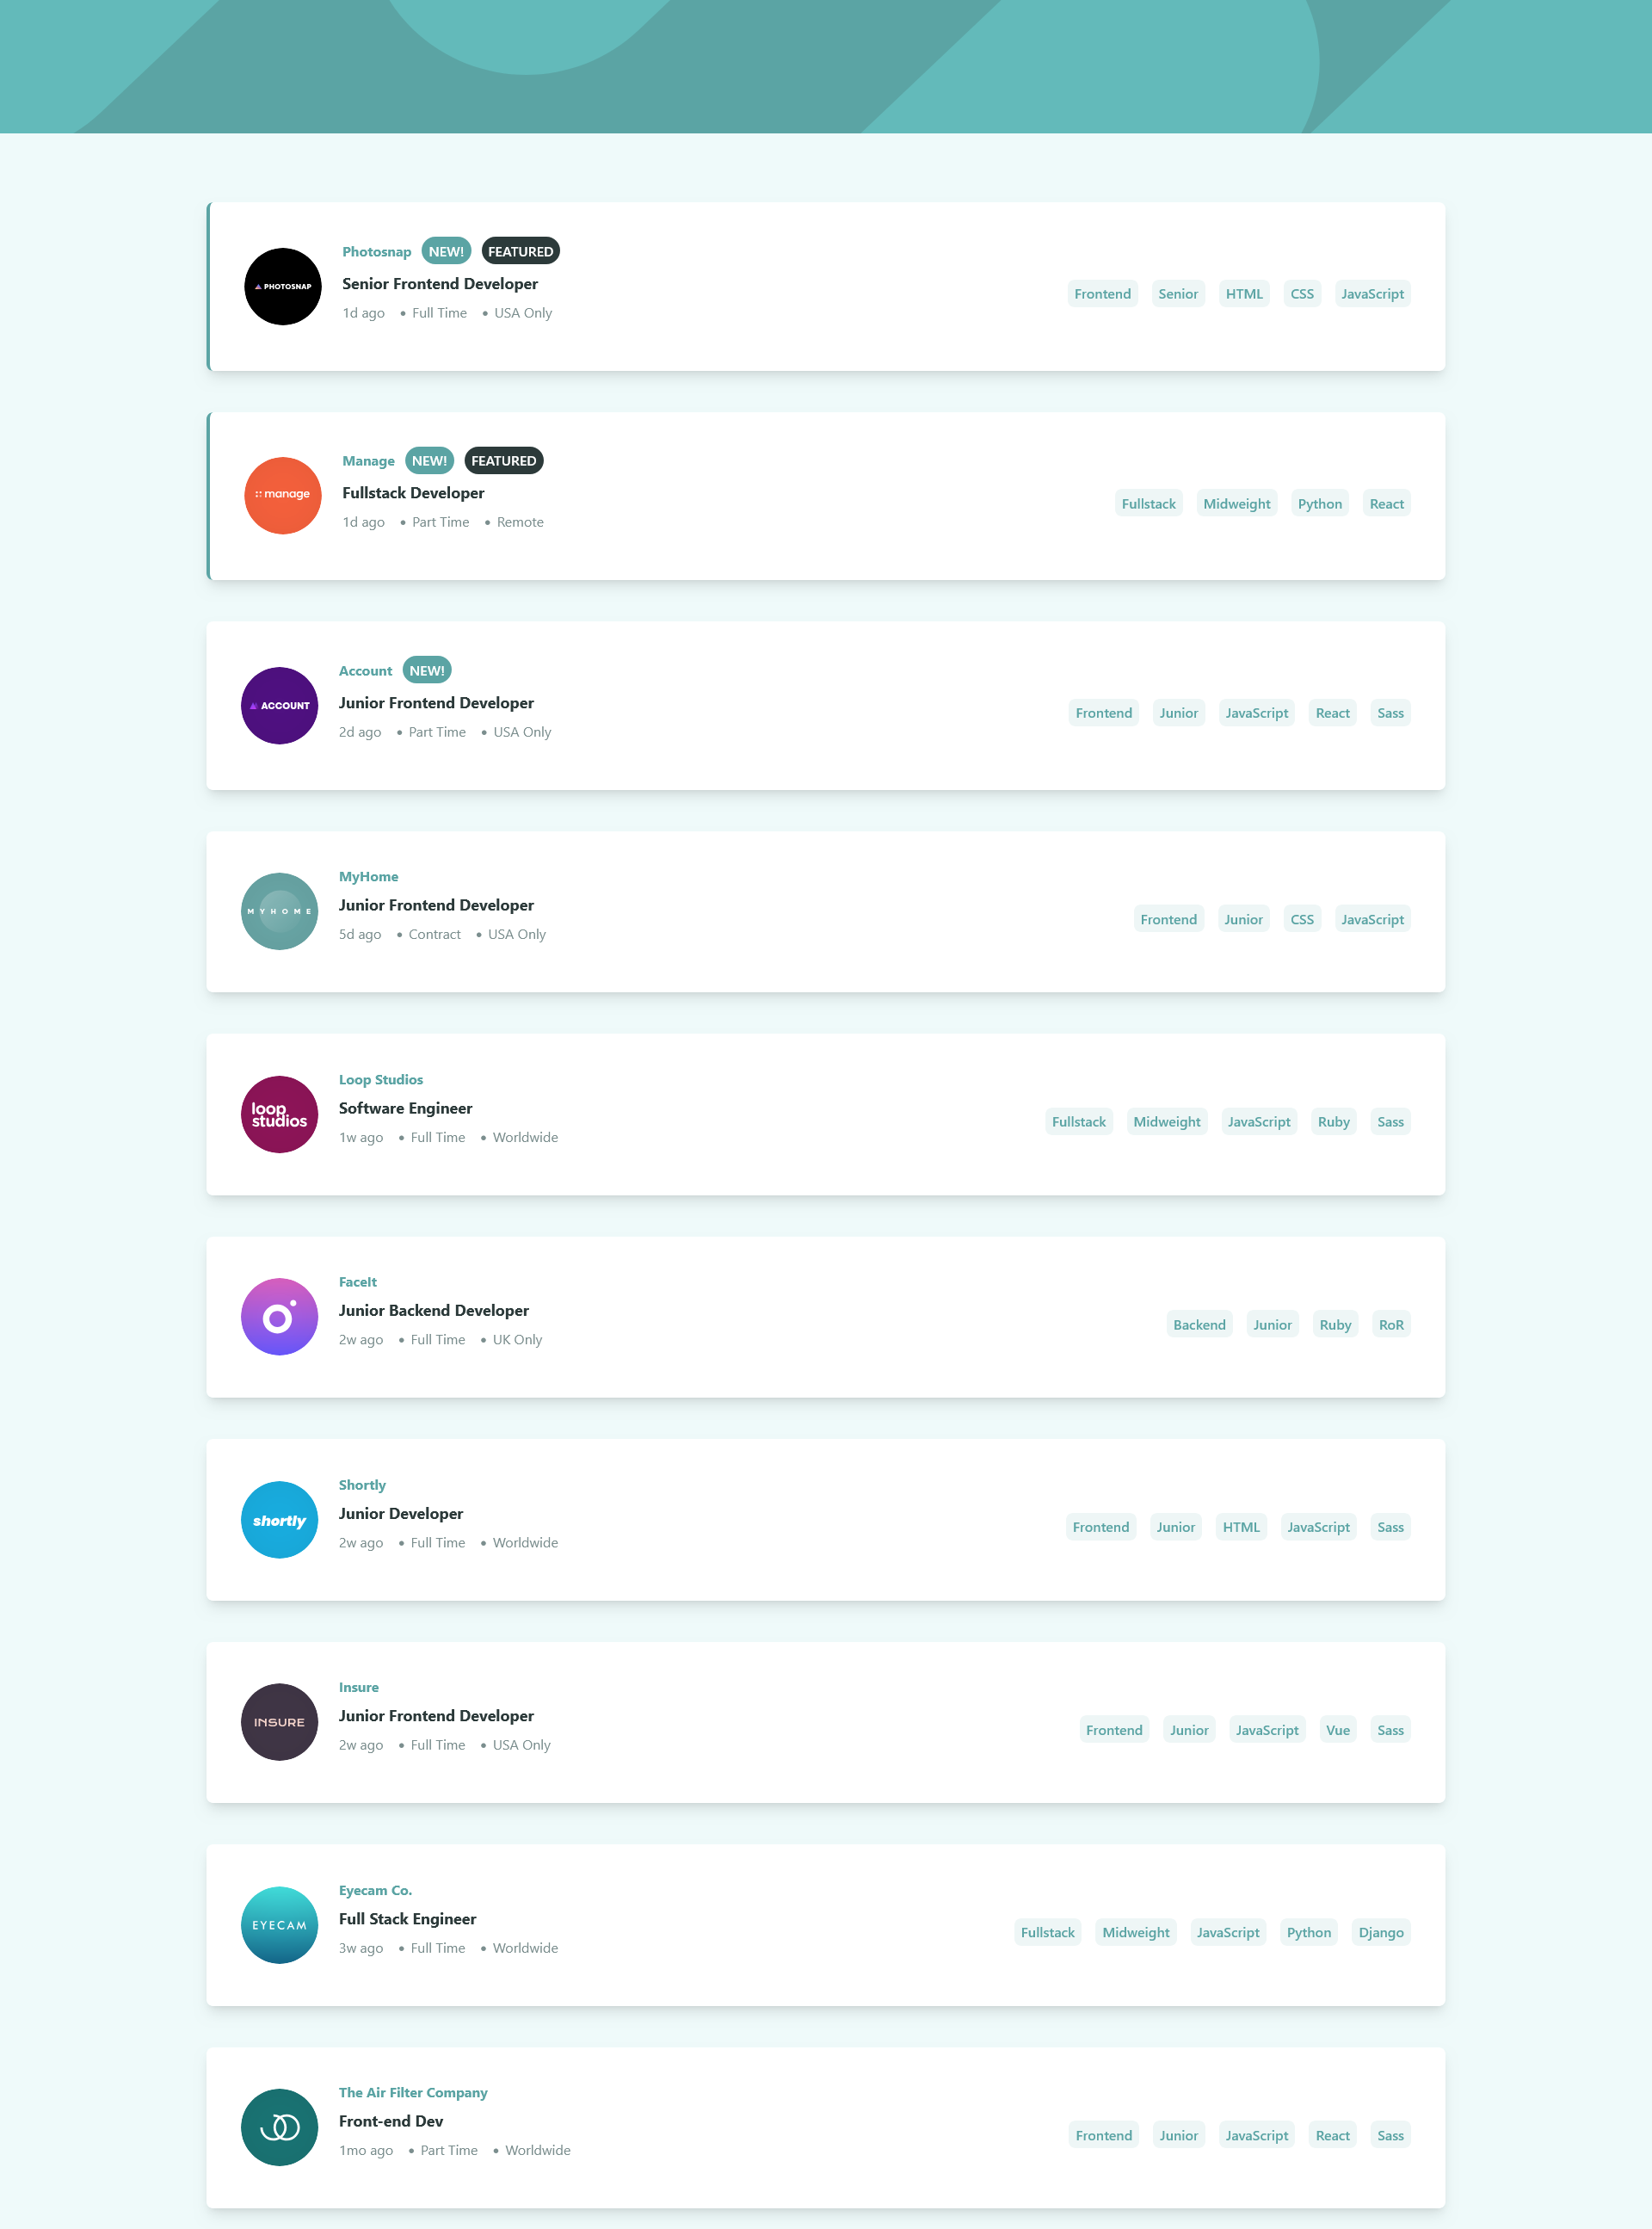 PHOTOSNAP
Photosnap NEW! FEATURED
Senior Frontend Developer
1d ago • Full Time • USA Only
Frontend Senior HTML CSS JavaScript
manage
Manage NEW! FEATURED
Fullstack Developer
1d ago • Part Time • Remote
Fullstack Midweight Python React
ACCOUNT
Account NEW!
Junior Frontend Developer
2d ago • Part Time • USA Only
Frontend Junior JavaScript React Sass
MYHOME
MyHome
Junior Frontend Developer
5d ago • Contract • USA Only
Frontend Junior CSS JavaScript
loop
studios
Loop Studios
Software Engineer
1w ago • Full Time • Worldwide
Fullstack Midweight JavaScript Ruby Sass
FaceIt
Junior Backend Developer
2w ago • Full Time • UK Only
Backend Junior Ruby RoR
shortly
Shortly
Junior Developer
2w ago • Full Time • Worldwide
Frontend Junior HTML JavaScript Sass
INSURE
Insure
Junior Frontend Developer
2w ago • Full Time • USA Only
Frontend Junior JavaScript Vue Sass
EYECAM
Eyecam Co.
Full Stack Engineer
3w ago • Full Time • Worldwide
Fullstack Midweight JavaScript Python Django
The Air Filter Company
Front-end Dev
1mo ago • Part Time • Worldwide
Frontend Junior JavaScript React Sass